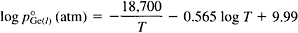 log p°Ge(l) (atm) = − 18,700/T − 0.565 log T + 9.99